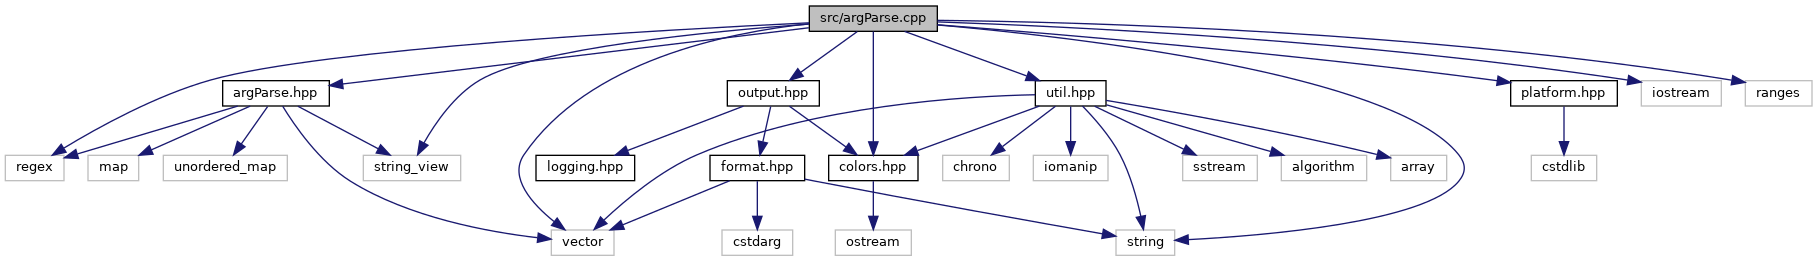 src/argParse.cpp
argParse.hpp
output.hpp
util.hpp
platform.hpp
iostream
ranges
regex
map
unordered_map
string_view
logging.hpp
format.hpp
colors.hpp
chrono
iomanip
sstream
algorithm
array
cstdlib
vector
cstdarg
ostream
string